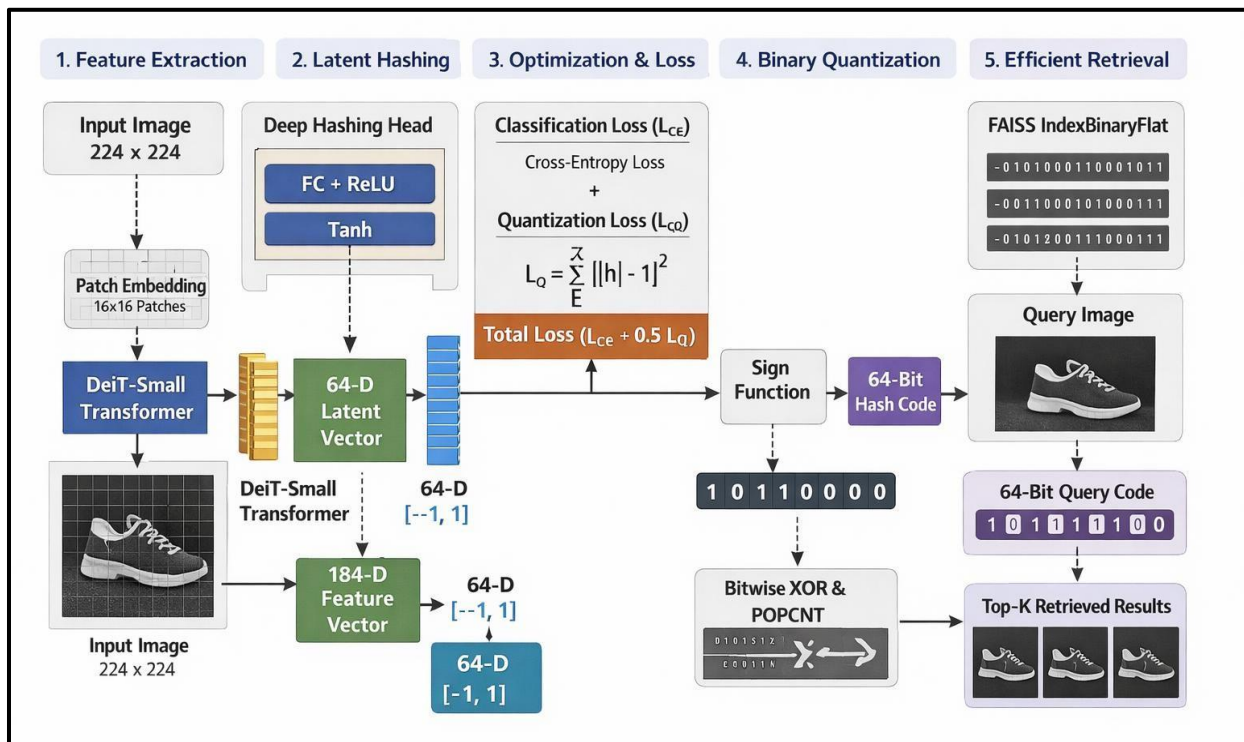 1. Feature Extraction
2. Latent Hashing
3. Optimization & Loss
4. Binary Quantization
5. Efficient Retrieval
Input Image
224 x 224
Patch Embedding
16x16 Patches
DeiT-Small
Transformer
Input Image
224 x 224
Deep Hashing Head
FC + ReLU
Tanh
64-D
Latent
Vector
DeiT-Small
Transformer
64-D
[--1, 1]
184-D
Feature
Vector
64-D
[--1, 1]
64-D
[-1, 1]
Classification Loss (LCE)
Cross-Entropy Loss
+
Quantization Loss (LCQ)
LQ = ∑ E [||h| - 1]²
Total Loss (LCe + 0.5 LQ)
Sign
Function
64-Bit
Hash Code
1 0 1 1 0 0 0 0
Bitwise XOR &
POPCNT
FAISS IndexBinaryFlat
-0101000110001011
-0011000101000111
-0101200111000111
Query Image
64-Bit Query Code
1 0 1 1 1 1 1 0 0
Top-K Retrieved Results